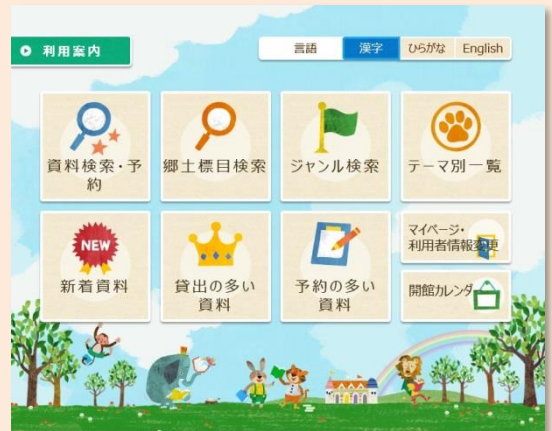 利用案内
言語 漢字 ひらがな English
資料検索・予
約
郷土標目検索
ジャンル検索
テーマ別一覧
NEW
新着資料
貸出の多い
資料
予約の多い
資料
マイページ・
利用者情報変更
開館カレンダー